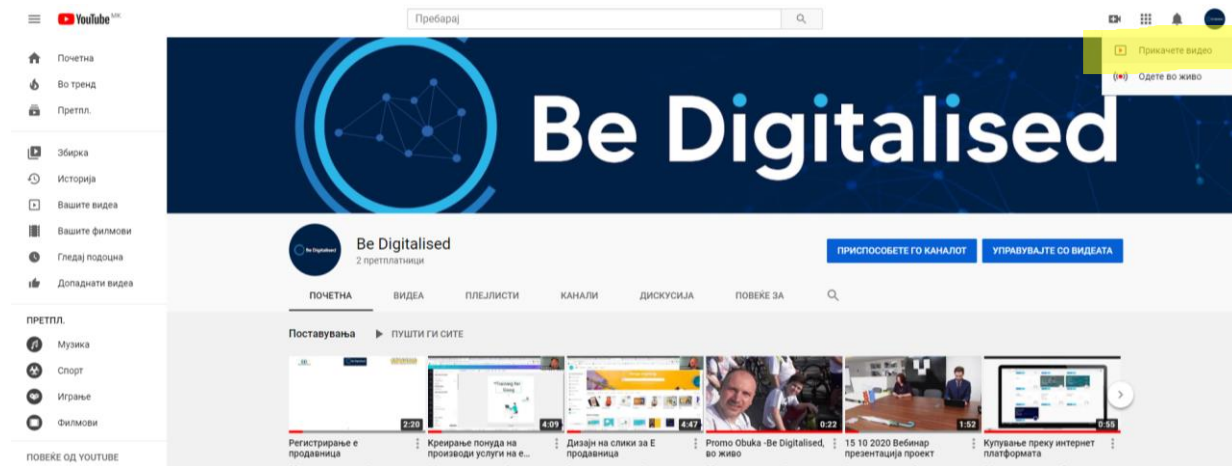 YouTube MK
Пребарај
Прикачете видео
Одете во живо
Почетна
Во тренд
Претпл.
Збирка
Историја
Вашите видеа
Вашите филмови
Гледај подоцна
Допаднати видеа
ПРЕТПЛ.
Музика
Спорт
Играње
Филмови
ПОВЕЌЕ ОД YOUTUBE
Be Digitalised
Be Digitalised
Be Digitalised
2 претплатници
ПРИСПОСОБЕТЕ ГО КАНАЛОТ
УПРАВУВАЈТЕ СО ВИДЕАТА
ПОЧЕТНА ВИДЕА ПЛЕЈЛИСТИ КАНАЛИ ДИСКУСИЈА ПОВЕЌЕ ЗА
Поставувања ПУШТИ ГИ СИТЕ
2:20
Регистрирање е
продавница
4:09
Креирање понуда на
производи услуги на е...
4:47
Дизајн на слики за Е
продавница
0:22
Promo Obuka -Be Digitalised,
во живо
1:52
15 10 2020 Вебинар
презентација проект
0:55
Купување преку интернет
платформата